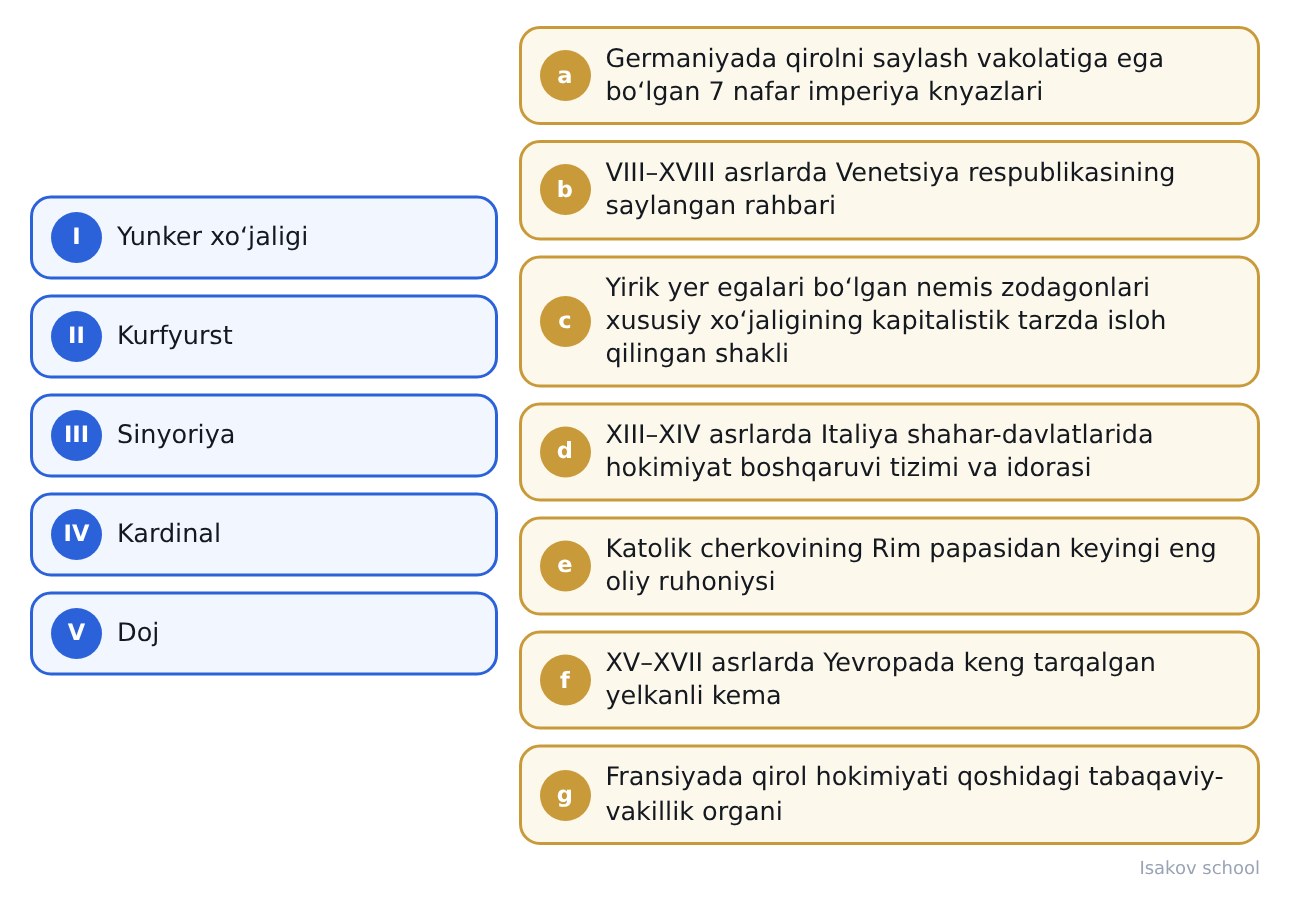 I Yunker xo‘jaligi
II Kurfyurst
III Sinyoriya
IV Kardinal
V Doj
a Germaniyada qirolni saylash vakolatiga ega
bo‘lgan 7 nafar imperiya knyazlari
b VIII–XVIII asrlarda Venetsiya respublikasining
saylangan rahbari
c Yirik yer egalari bo‘lgan nemis zodagonlari
xususiy xo‘jaligining kapitalistik tarzda isloh
qilingan shakli
d XIII–XIV asrlarda Italiya shahar-davlatlarida
hokimiyat boshqaruvi tizimi va idorasi
e Katolik cherkovining Rim papasidan keyingi eng
oliy ruhoniysi
f XV–XVII asrlarda Yevropada keng tarqalgan
yelkanli kema
g Fransiyada qirol hokimiyati qoshidagi tabaqaviy-
vakillik organi
Isakov school